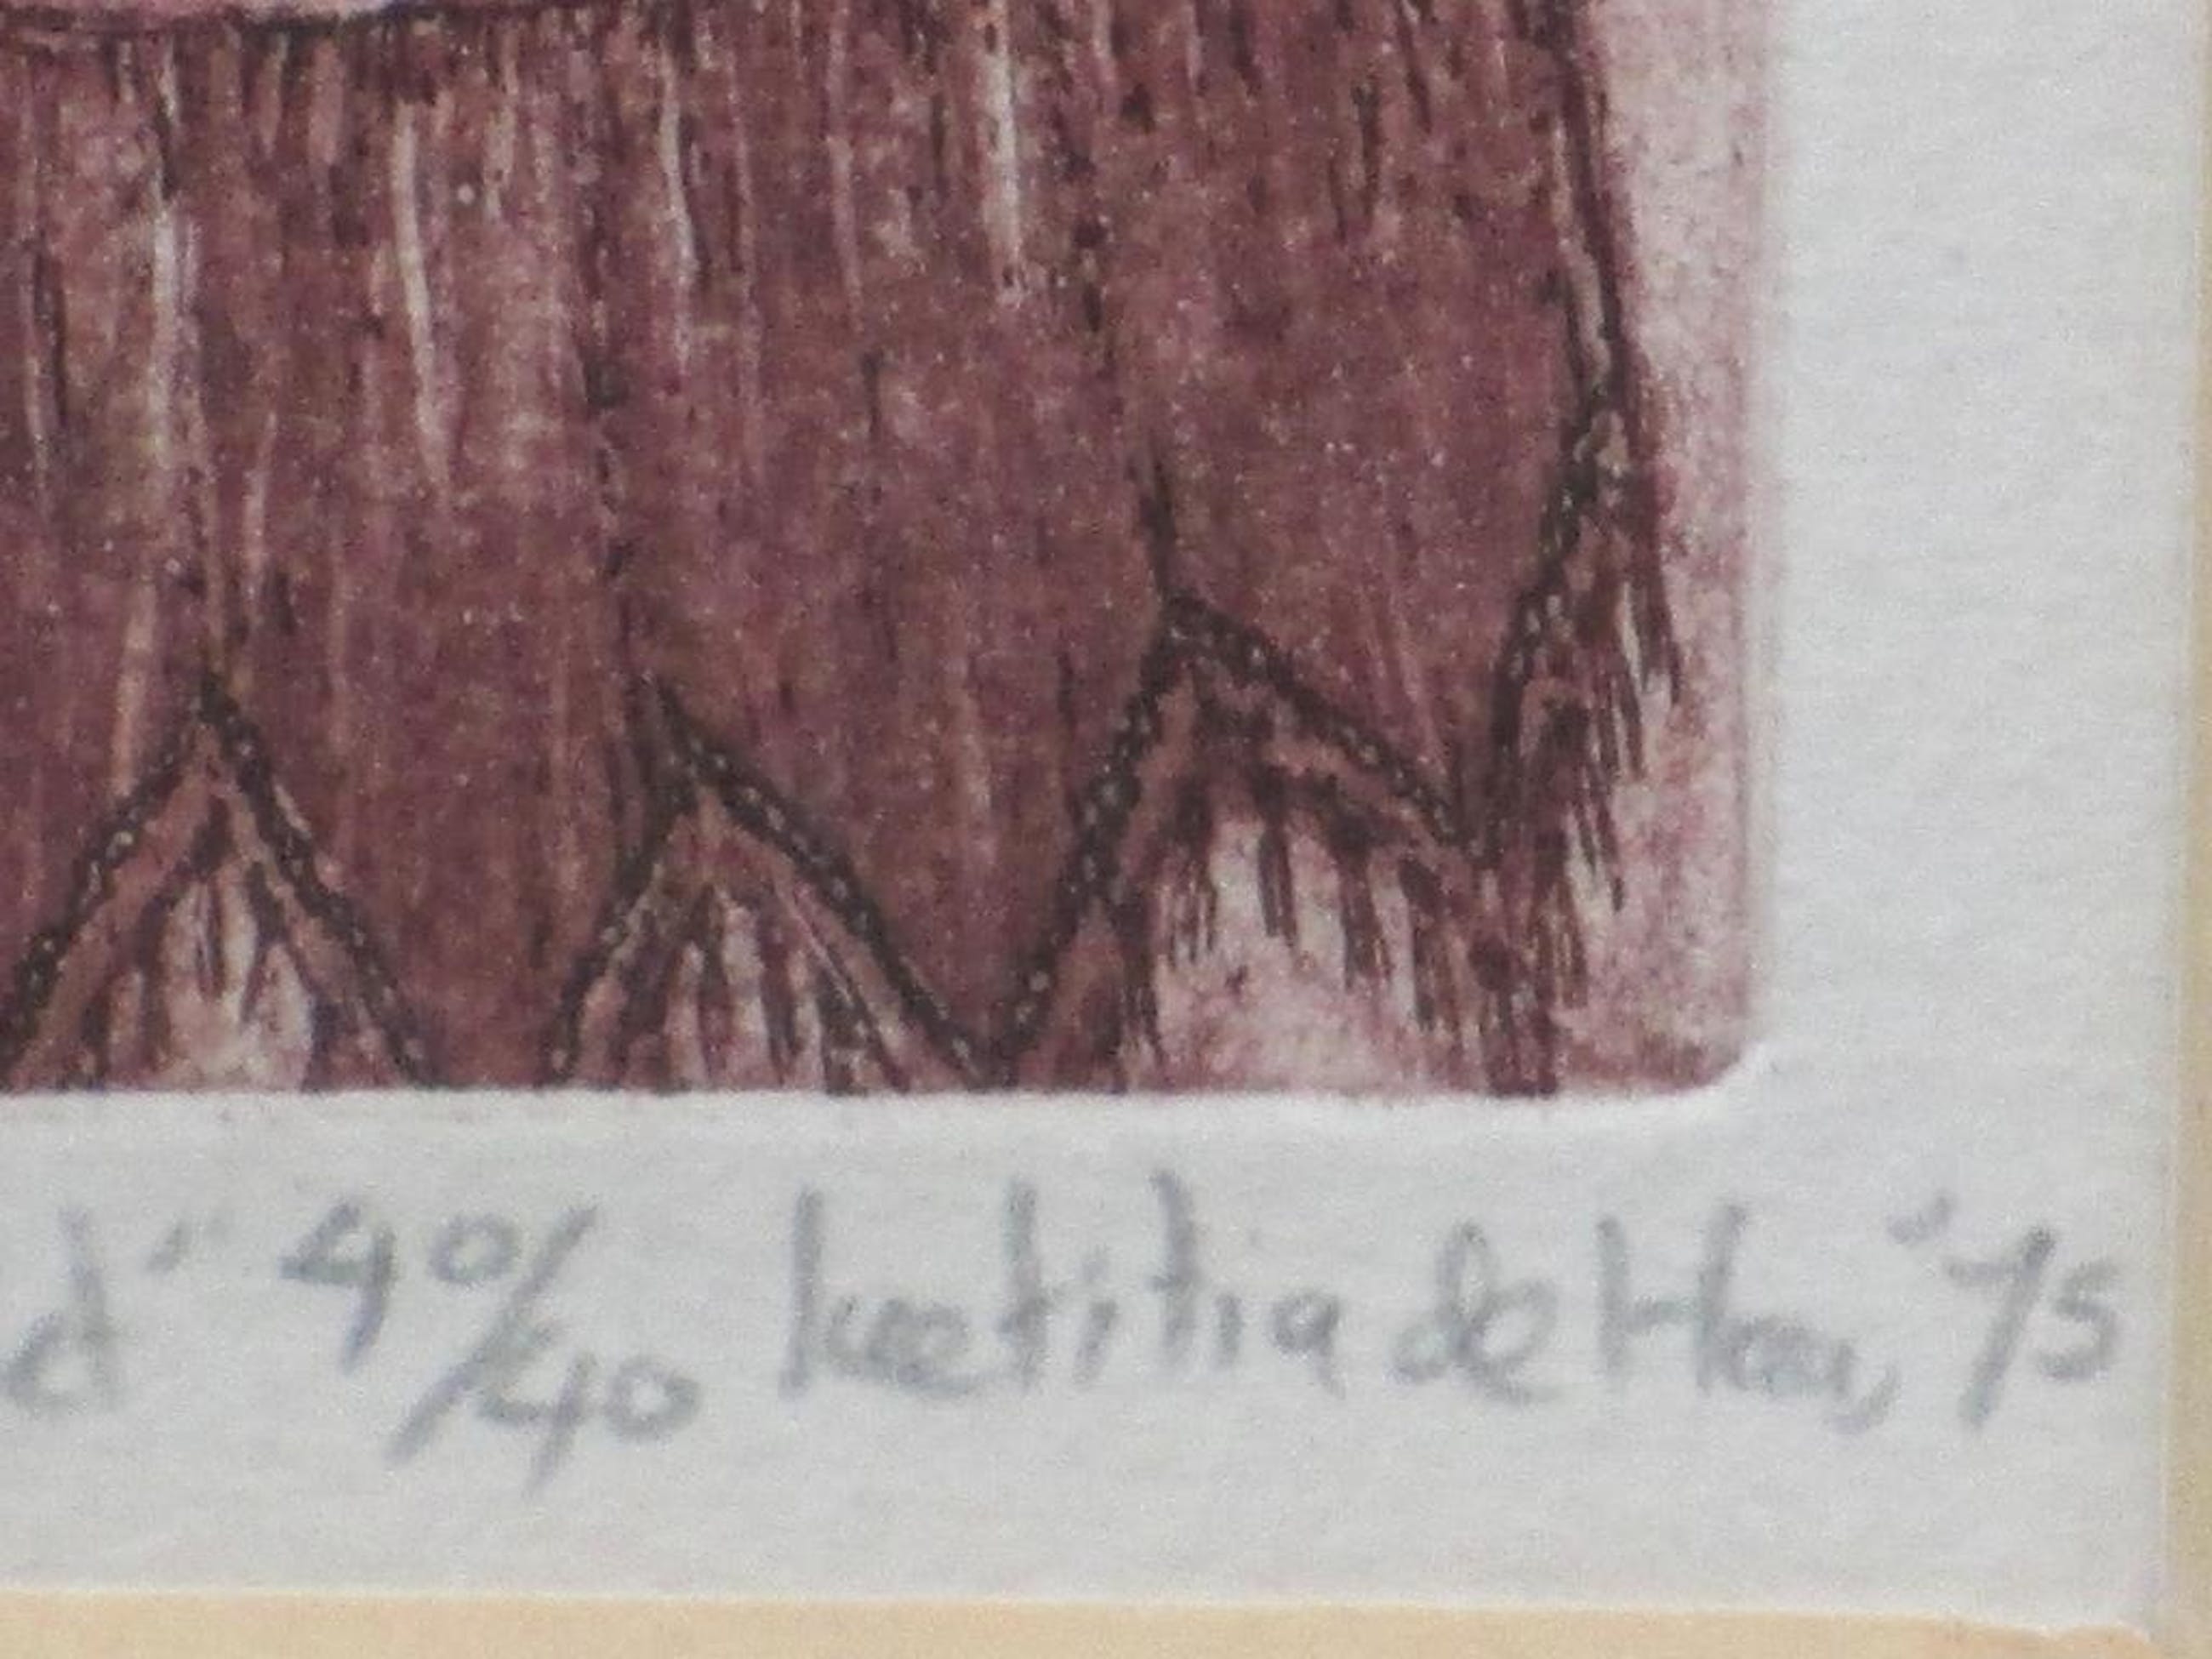 d" 40/40 Laetitia de Haas, "75